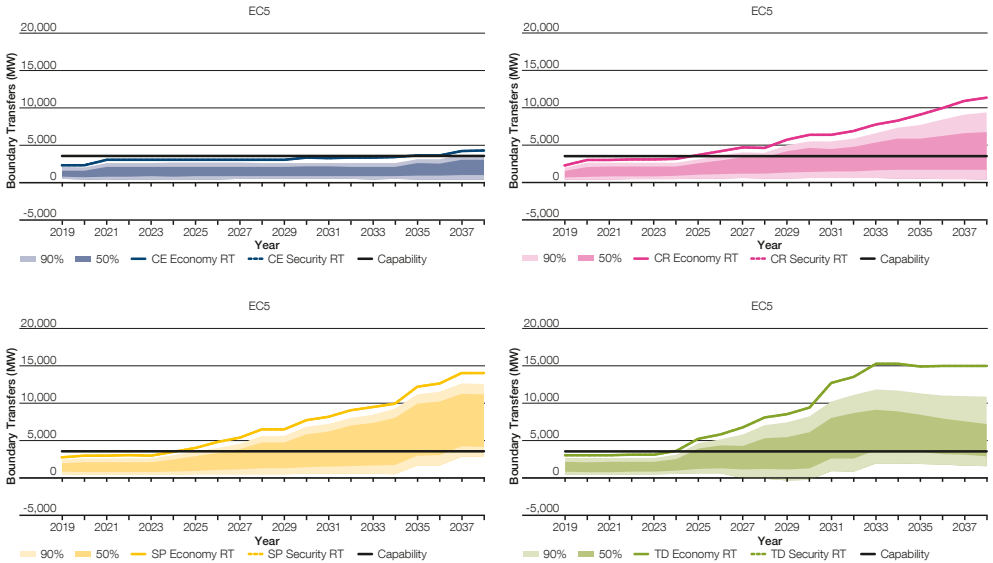 EC5
Boundary Transfers (MW)
20,000
15,000
10,000
5,000
0
-5,000
2019 2021 2023 2025 2027 2029 2031 2033 2035 2037
Year
90% 50% CE Economy RT CE Security RT Capability
EC5
Boundary Transfers (MW)
20,000
15,000
10,000
5,000
0
-5,000
2019 2021 2023 2025 2027 2029 2031 2033 2035 2037
Year
90% 50% CR Economy RT CR Security RT Capability
EC5
Boundary Transfers (MW)
20,000
15,000
10,000
5,000
0
-5,000
2019 2021 2023 2025 2027 2029 2031 2033 2035 2037
Year
90% 50% SP Economy RT SP Security RT Capability
EC5
Boundary Transfers (MW)
20,000
15,000
10,000
5,000
0
-5,000
2019 2021 2023 2025 2027 2029 2031 2033 2035 2037
Year
90% 50% TD Economy RT TD Security RT Capability